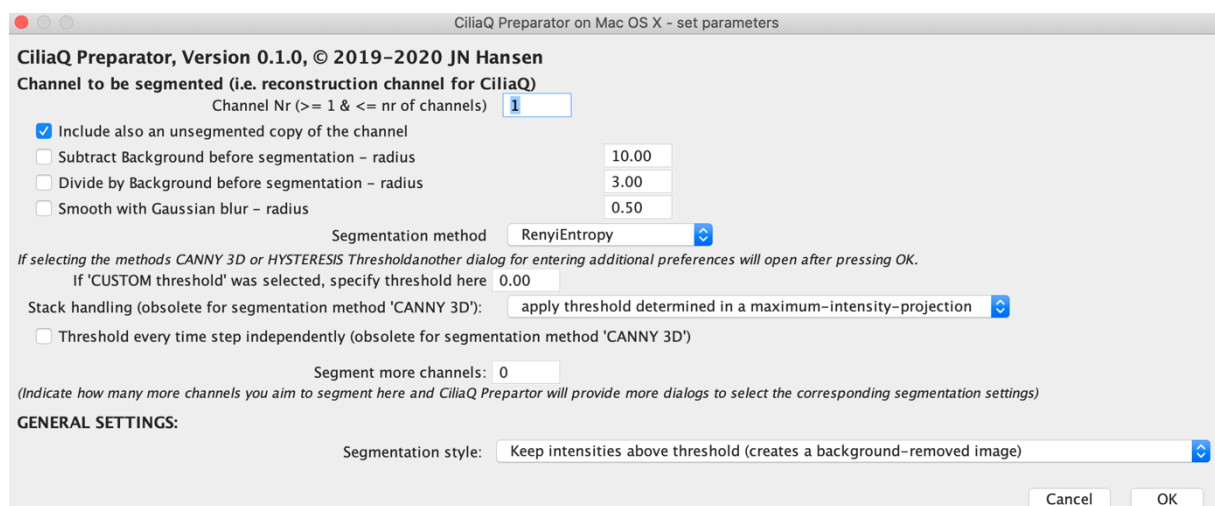 CiliaQ Preparator on Mac OS X - set parameters
CiliaQ Preparator, Version 0.1.0, © 2019–2020 JN Hansen
Channel to be segmented (i.e. reconstruction channel for CiliaQ)
Channel Nr (>= 1 & <= nr of channels) 1
Include also an unsegmented copy of the channel
Subtract Background before segmentation – radius 10.00
Divide by Background before segmentation – radius 3.00
Smooth with Gaussian blur – radius 0.50
Segmentation method RenyiEntropy
If selecting the methods CANNY 3D or HYSTERESIS Thresholdanother dialog for entering additional preferences will open after pressing OK.
If 'CUSTOM threshold' was selected, specify threshold here 0.00
Stack handling (obsolete for segmentation method 'CANNY 3D'): apply threshold determined in a maximum–intensity–projection
Threshold every time step independently (obsolete for segmentation method 'CANNY 3D')
Segment more channels: 0
(Indicate how many more channels you aim to segment here and CiliaQ Prepartor will provide more dialogs to select the corresponding segmentation settings)
GENERAL SETTINGS:
Segmentation style: Keep intensities above threshold (creates a background–removed image)
Cancel OK